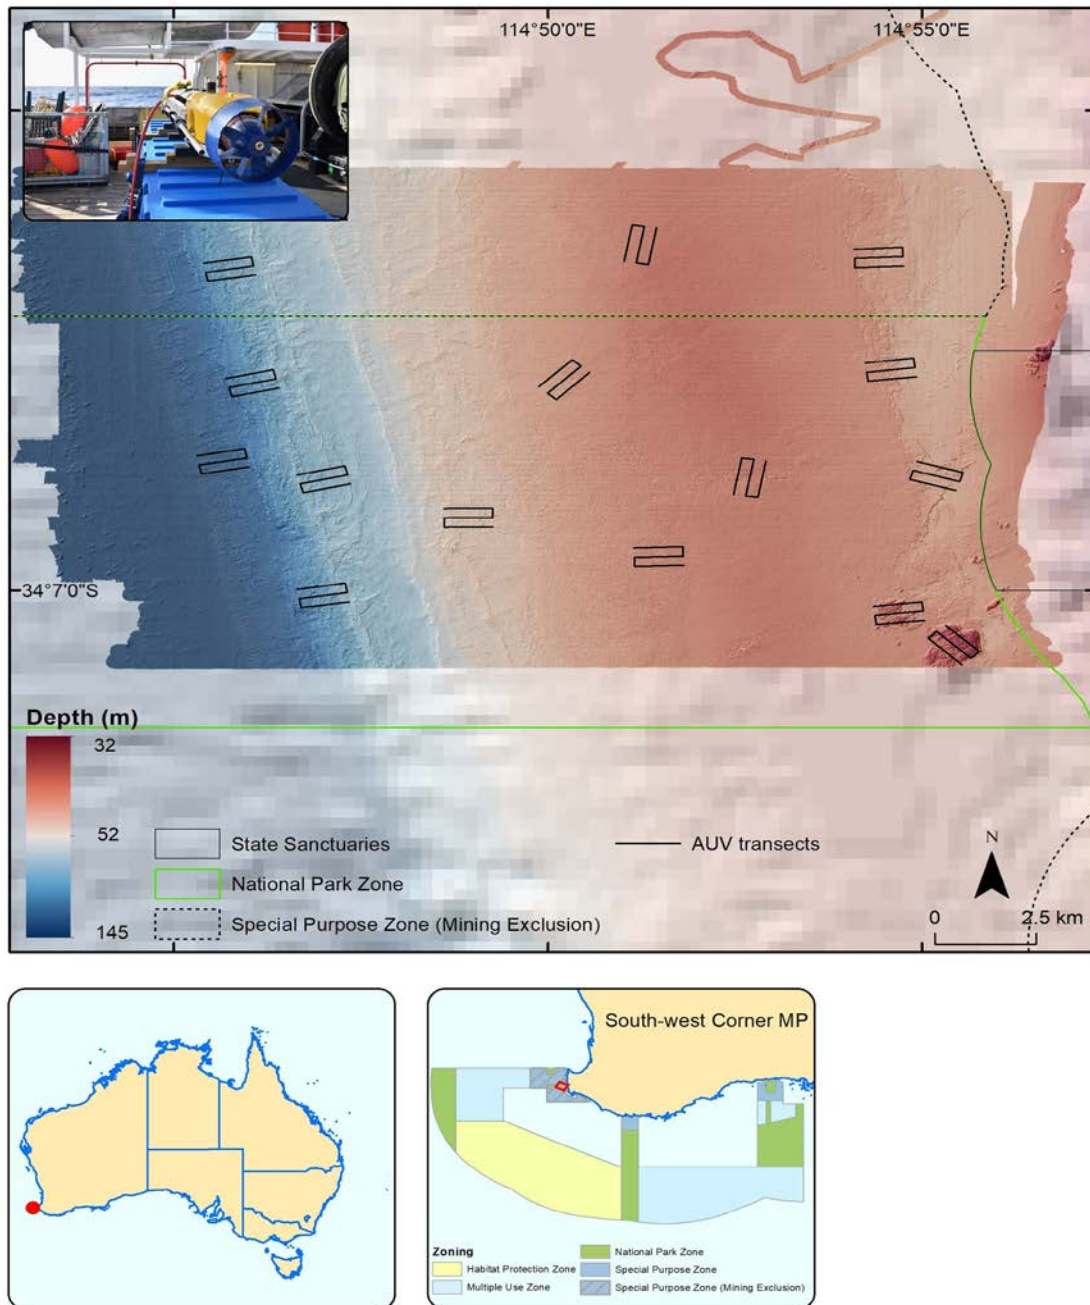 114°50'0"E
114°55'0"E
34°7'0"S
Depth (m)
32
52
145
State Sanctuaries
National Park Zone
Special Purpose Zone (Mining Exclusion)
AUV transects
N
0
2.5 km
South-west Corner MP
Zoning
Habitat Protection Zone
Multiple Use Zone
National Park Zone
Special Purpose Zone
Special Purpose Zone (Mining Exclusion)